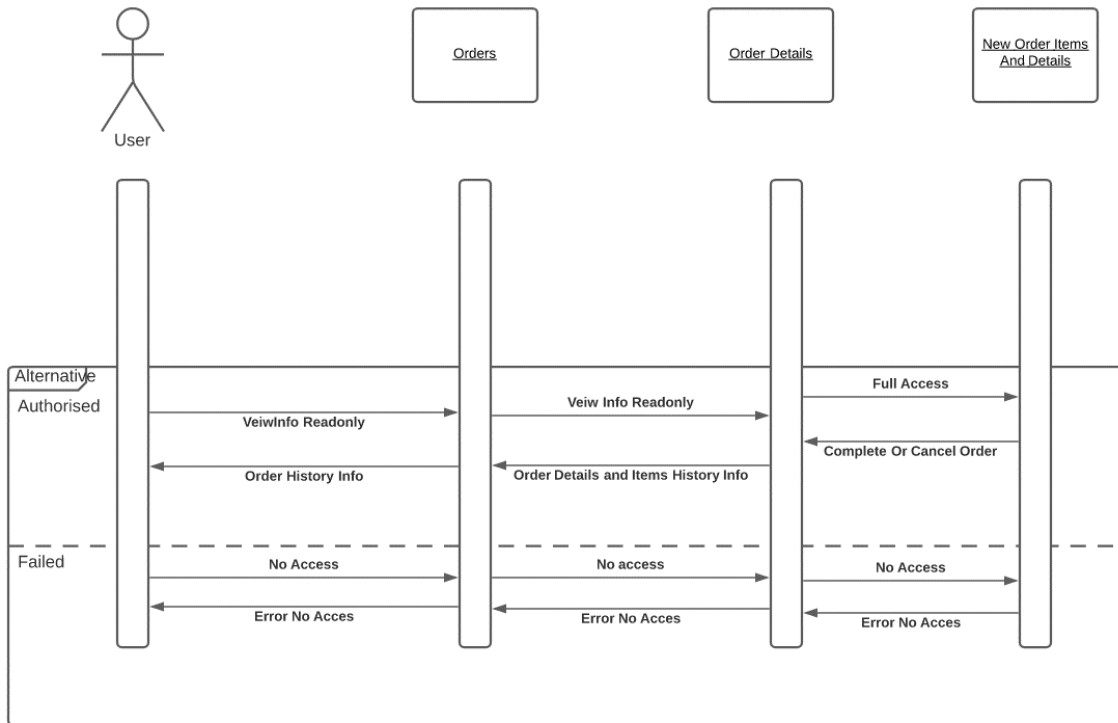 Orders
Order Details
New Order Items
And Details
User
Alternative
Authorised
Full Access
VeiwInfo Readonly
Veiw Info Readonly
Complete Or Cancel Order
Order History Info
Order Details and Items History Info
Failed
No Access
No access
No Access
Error No Acces
Error No Acces
Error No Acces